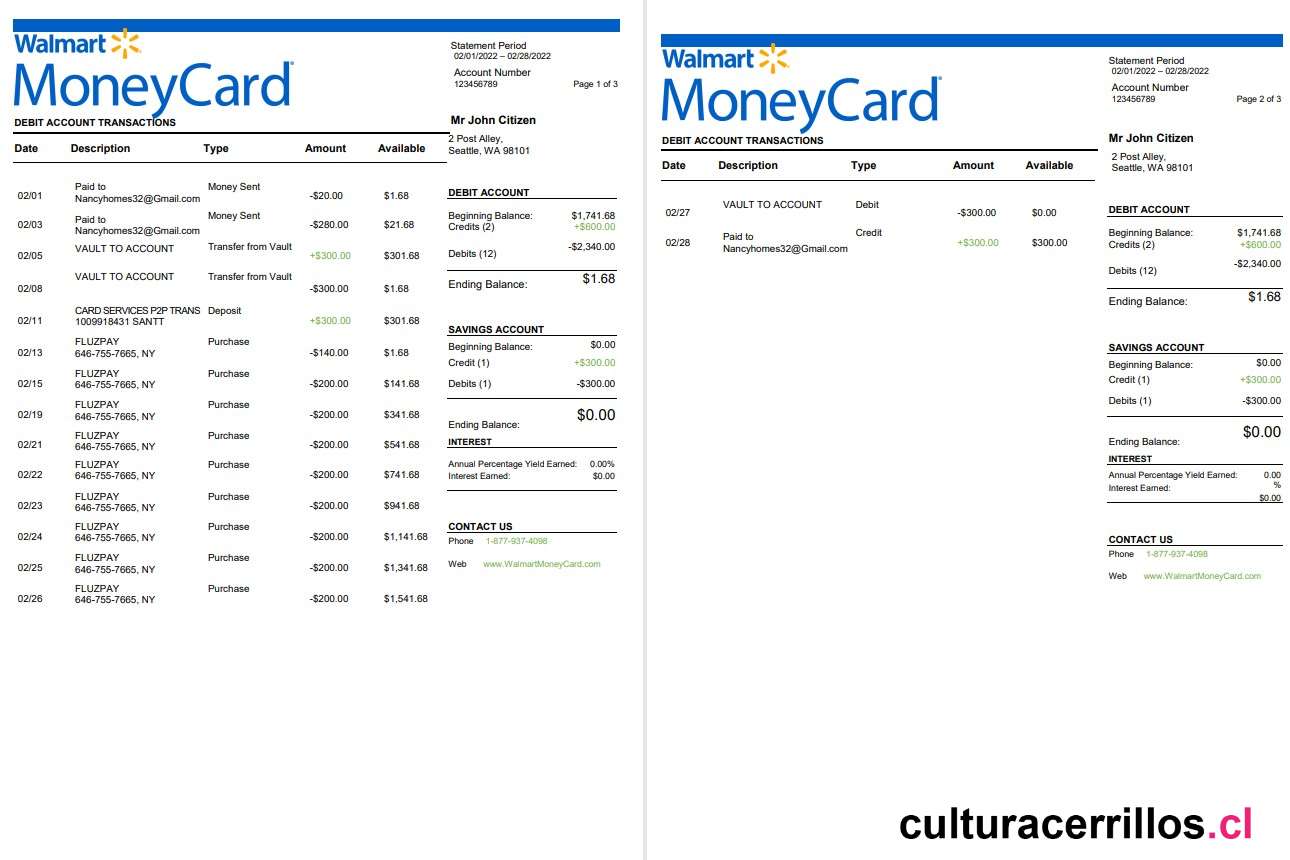 Walmart
MoneyCard
DEBIT ACCOUNT TRANSACTIONS
Statement Period
02/01/2022 – 02/28/2022
Account Number
123456789 Page 1 of 3
Mr John Citizen
2 Post Alley,
Seattle, WA 98101
Date Description Type Amount Available
02/01 Paid to Nancyhomes32@Gmail.com Money Sent -$20.00 $1.68
02/03 Paid to Nancyhomes32@Gmail.com Money Sent -$280.00 $21.68
02/05 VAULT TO ACCOUNT Transfer from Vault +$300.00 $301.68
02/08 VAULT TO ACCOUNT Transfer from Vault -$300.00 $1.68
02/11 CARD SERVICES P2P TRANS 1009918431 SANTT Deposit +$300.00 $301.68
02/13 FLUZPAY 646-755-7665, NY Purchase -$140.00 $1.68
02/15 FLUZPAY 646-755-7665, NY Purchase -$200.00 $141.68
02/19 FLUZPAY 646-755-7665, NY Purchase -$200.00 $341.68
02/21 FLUZPAY 646-755-7665, NY Purchase -$200.00 $541.68
02/22 FLUZPAY 646-755-7665, NY Purchase -$200.00 $741.68
02/23 FLUZPAY 646-755-7665, NY Purchase -$200.00 $941.68
02/24 FLUZPAY 646-755-7665, NY Purchase -$200.00 $1,141.68
02/25 FLUZPAY 646-755-7665, NY Purchase -$200.00 $1,341.68
02/26 FLUZPAY 646-755-7665, NY Purchase -$200.00 $1,541.68
DEBIT ACCOUNT
Beginning Balance: $1,741.68
Credits (2) +$600.00
Debits (12) -$2,340.00
Ending Balance: $1.68
SAVINGS ACCOUNT
Beginning Balance: $0.00
Credit (1) +$300.00
Debits (1) -$300.00
Ending Balance: $0.00
INTEREST
Annual Percentage Yield Earned: 0.00%
Interest Earned: $0.00
CONTACT US
Phone 1-877-937-4098
Web www.WalmartMoneyCard.com
Walmart
MoneyCard
DEBIT ACCOUNT TRANSACTIONS
Statement Period
02/01/2022 – 02/28/2022
Account Number
123456789 Page 2 of 3
Mr John Citizen
2 Post Alley,
Seattle, WA 98101
Date Description Type Amount Available
02/27 VAULT TO ACCOUNT Debit -$300.00 $0.00
02/28 Paid to Nancyhomes32@Gmail.com Credit +$300.00 $300.00
DEBIT ACCOUNT
Beginning Balance: $1,741.68
Credits (2) +$600.00
Debits (12) -$2,340.00
Ending Balance: $1.68
SAVINGS ACCOUNT
Beginning Balance: $0.00
Credit (1) +$300.00
Debits (1) -$300.00
Ending Balance: $0.00
INTEREST
Annual Percentage Yield Earned: 0.00
%
Interest Earned: $0.00
CONTACT US
Phone 1-877-937-4098
Web www.WalmartMoneyCard.com
culturacerrillos.cl